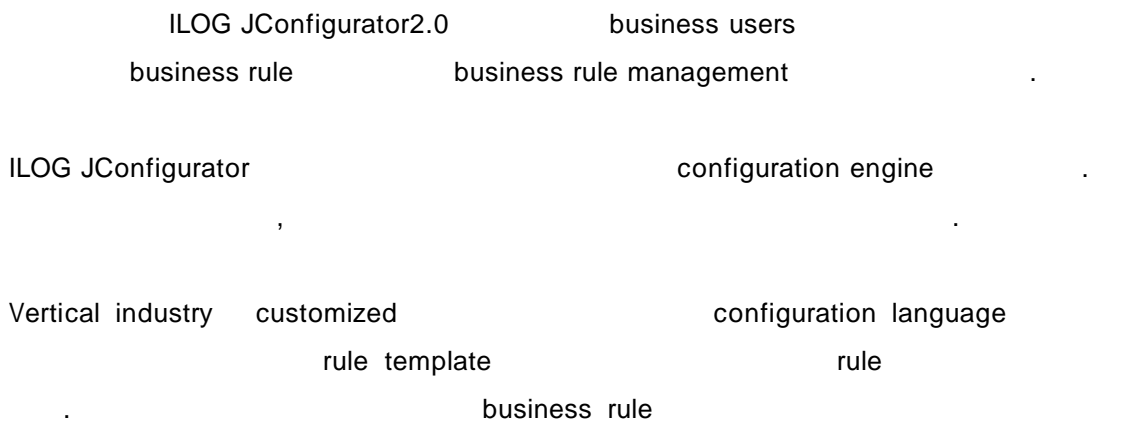 ILOG JConfigurator2.0 business users
business rule business rule management .
ILOG JConfigurator configuration engine .
, .
Vertical industry customized configuration language
rule template rule
. business rule